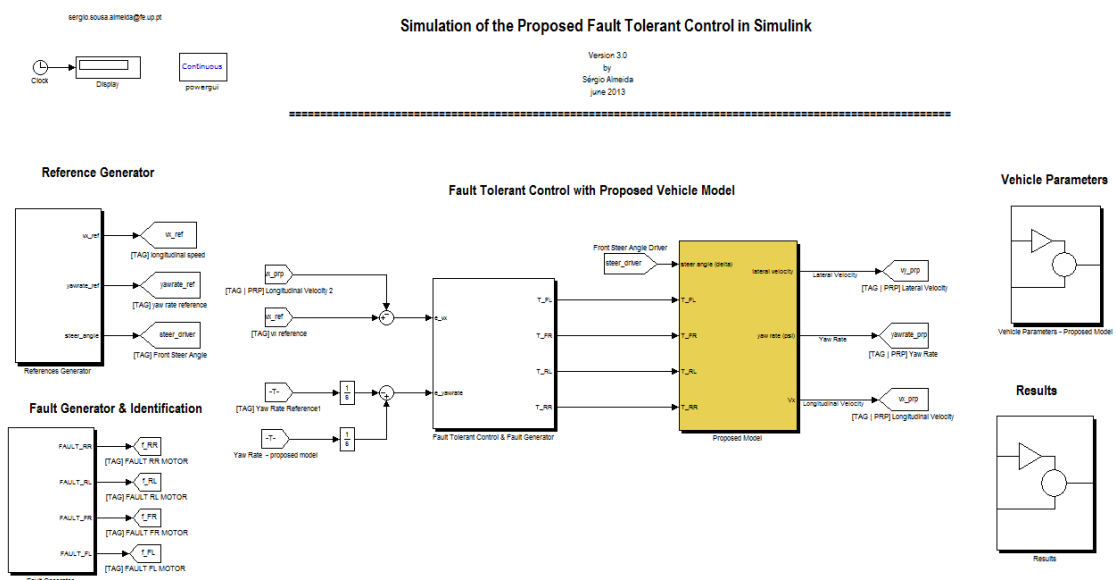 sergio.sousa.almeida@fe.up.pt
Simulation of the Proposed Fault Tolerant Control in Simulink
Version 3.0
by
Sérgio Almeida
june 2013
Clock
Display
Continuous
powergui
Reference Generator
vx_ref
yawrate_ref
steer_angle
References Generator
vx_ref
[TAG] longitudinal speed
yawrate_ref
[TAG] yaw rate reference
steer_driver
[TAG] Front Steer Angle
Fault Generator & Identification
FAULT_RR
FAULT_RL
FAULT_FR
FAULT_FL
Fault Generator
f_RR
[TAG] FAULT RR MOTOR
f_RL
[TAG] FAULT RL MOTOR
f_FR
[TAG] FAULT FR MOTOR
f_FL
[TAG] FAULT FL MOTOR
Fault Tolerant Control with Proposed Vehicle Model
vx_prp
[TAG | PRP] Longitudinal Velocity 2
vx_ref
[TAG] vx reference
-T-
[TAG] Yaw Rate Reference1
1
s
-T-
Yaw Rate - proposed model
1
s
e_vx
e_yawrate
T_FL
T_FR
T_RL
T_RR
Fault Tolerant Control & Fault Generator
Front Steer Angle Driver
steer_driver
steer angle (delta)
T_FL
T_FR
T_RL
T_RR
lateral velocity
yaw rate (psi)
Vx
Proposed Model
Lateral Velocity
vy_prp
[TAG | PRP] Lateral Velocity
Yaw Rate
yawrate_prp
[TAG | PRP] Yaw Rate
Longitudinal Velocity
vx_prp
[TAG | PRP] Longitudinal Velocity
Vehicle Parameters
Vehicle Parameters - Proposed Model
Results
Results